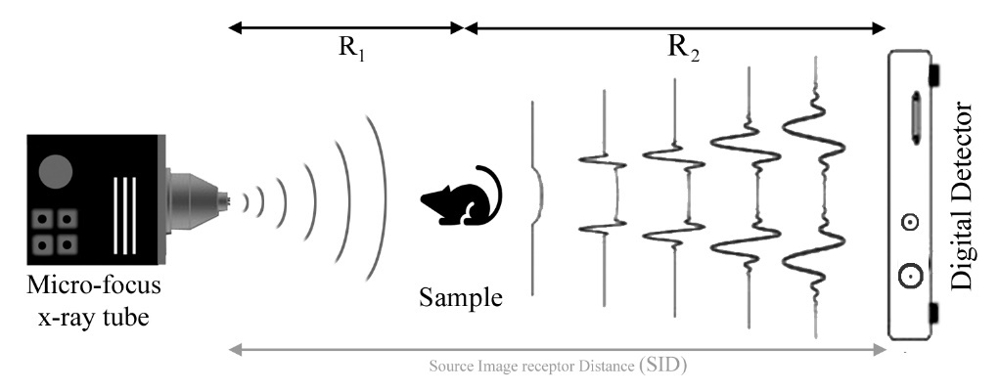 R1
R2
Micro-focus
x-ray tube
Sample
Digital Detector
Source Image receptor Distance (SID)